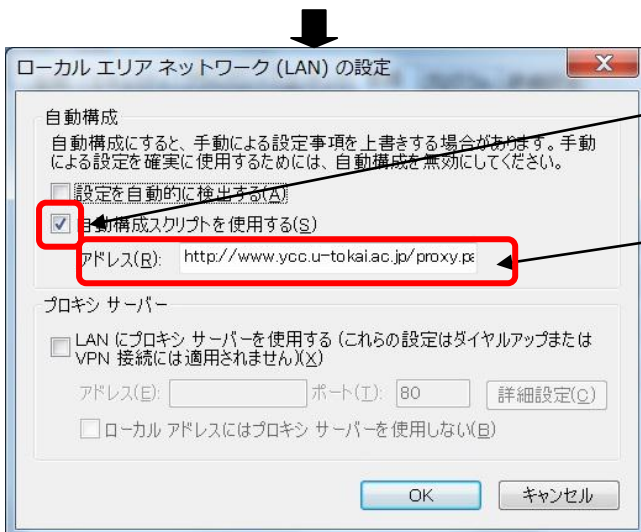 ローカル エリア ネットワーク (LAN) の設定
自動構成
自動構成にすると、手動による設定事項を上書きする場合があります。手動
による設定を確実に使用するためには、自動構成を無効にしてください。
設定を自動的に検出する(A)
自動構成スクリプトを使用する(S)
アドレス(R): http://www.ycc.u-tokai.ac.jp/proxy.pa
プロキシ サーバー
LAN にプロキシ サーバーを使用する (これらの設定はダイヤルアップまたは
VPN 接続には適用されません)(X)
アドレス(E): ポート(T): 80 詳細設定(C)
ローカル アドレスにはプロキシ サーバーを使用しない(B)
OK キャンセル